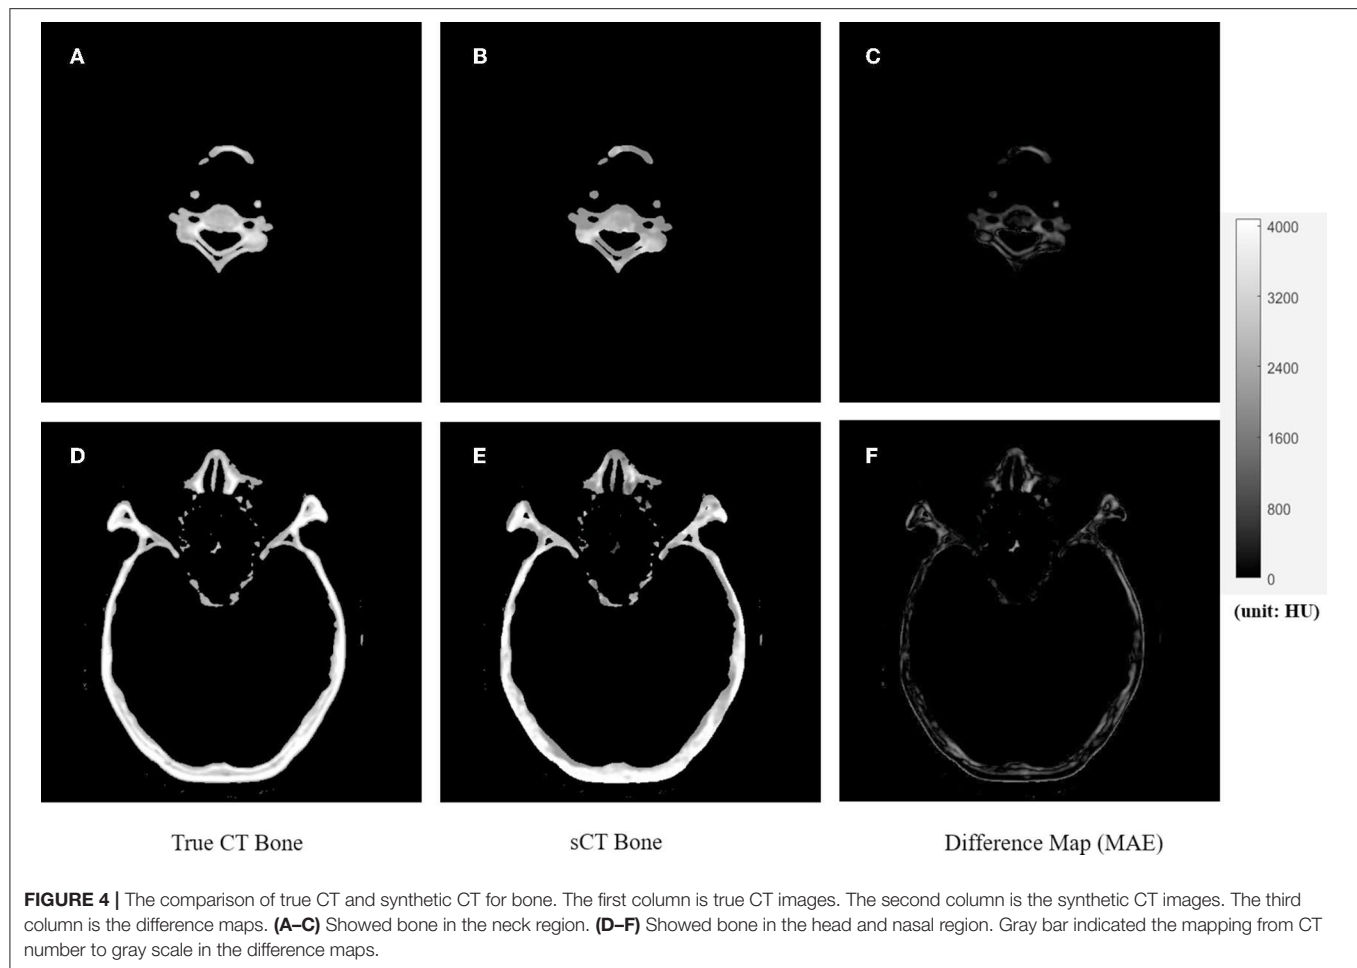 A
B
C
4000
3200
2400
1600
800
0
(unit: HU)
D
E
F
True CT Bone
sCT Bone
Difference Map (MAE)
FIGURE 4 | The comparison of true CT and synthetic CT for bone. The first column is true CT images. The second column is the synthetic CT images. The third
column is the difference maps. (A–C) Showed bone in the neck region. (D–F) Showed bone in the head and nasal region. Gray bar indicated the mapping from CT
number to gray scale in the difference maps.